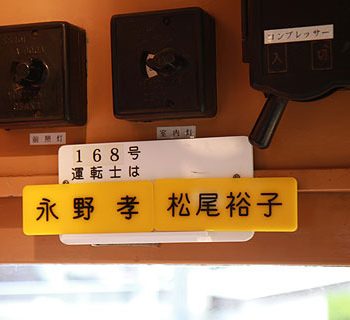 コンプレッサー
入 切
前照灯
室内灯
168号
運転士は
永野孝 松尾裕子